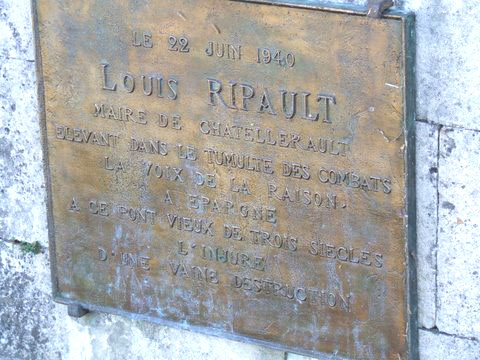 LE 22 JUIN 1940
LOUIS RIPAULT
MAIRE DE CHATELLERAULT
ELEVANT DANS LE TUMULTE DES COMBATS
LA VOIX DE LA RAISON.
A EPARGNE
A CE PONT VIEUX DE TROIS SIECLES
L'INJURE
D'UNE VAINE DESTRUCTION